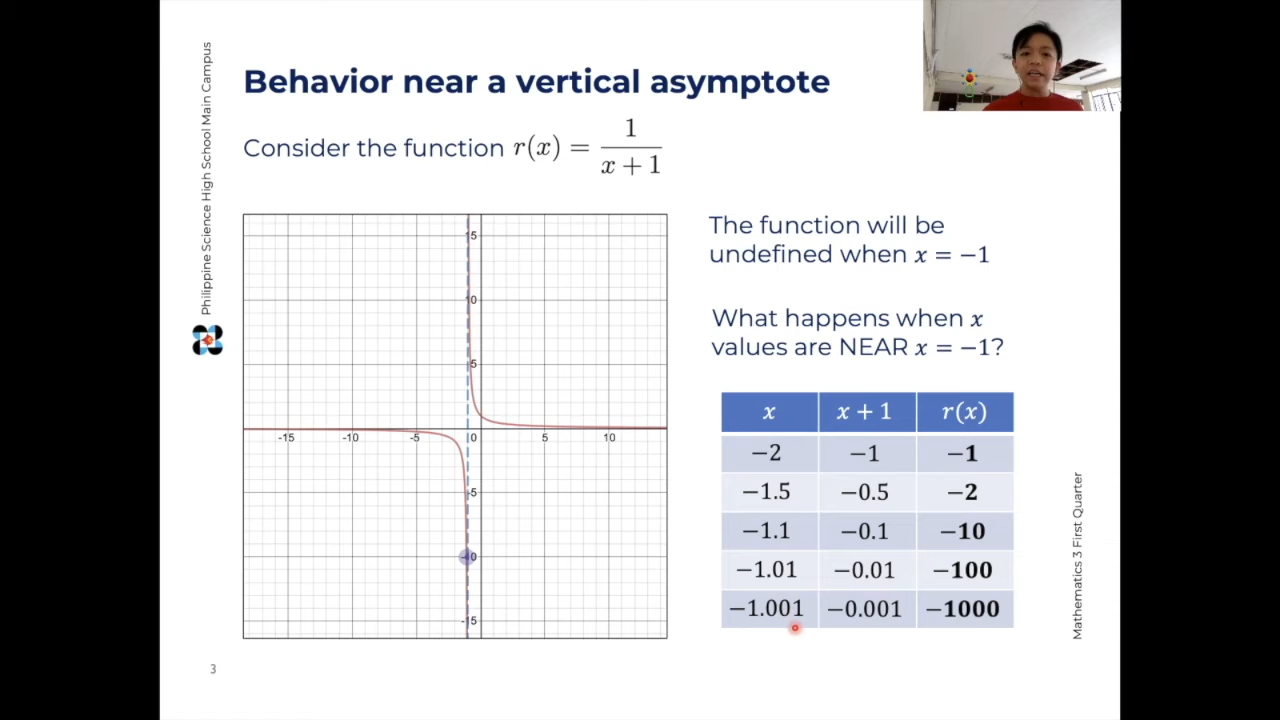 Philippine Science High School Main Campus
Behavior near a vertical asymptote
Consider the function r(x) = 1/(x + 1)
15
10
5
-15 -10 -5 0 5 10
-5
-10
-15
The function will be
undefined when x = −1
What happens when x
values are NEAR x = −1?
x x + 1 r(x)
−2 −1 −1
−1.5 −0.5 −2
−1.1 −0.1 −10
−1.01 −0.01 −100
−1.001 −0.001 −1000
Mathematics 3 First Quarter
3